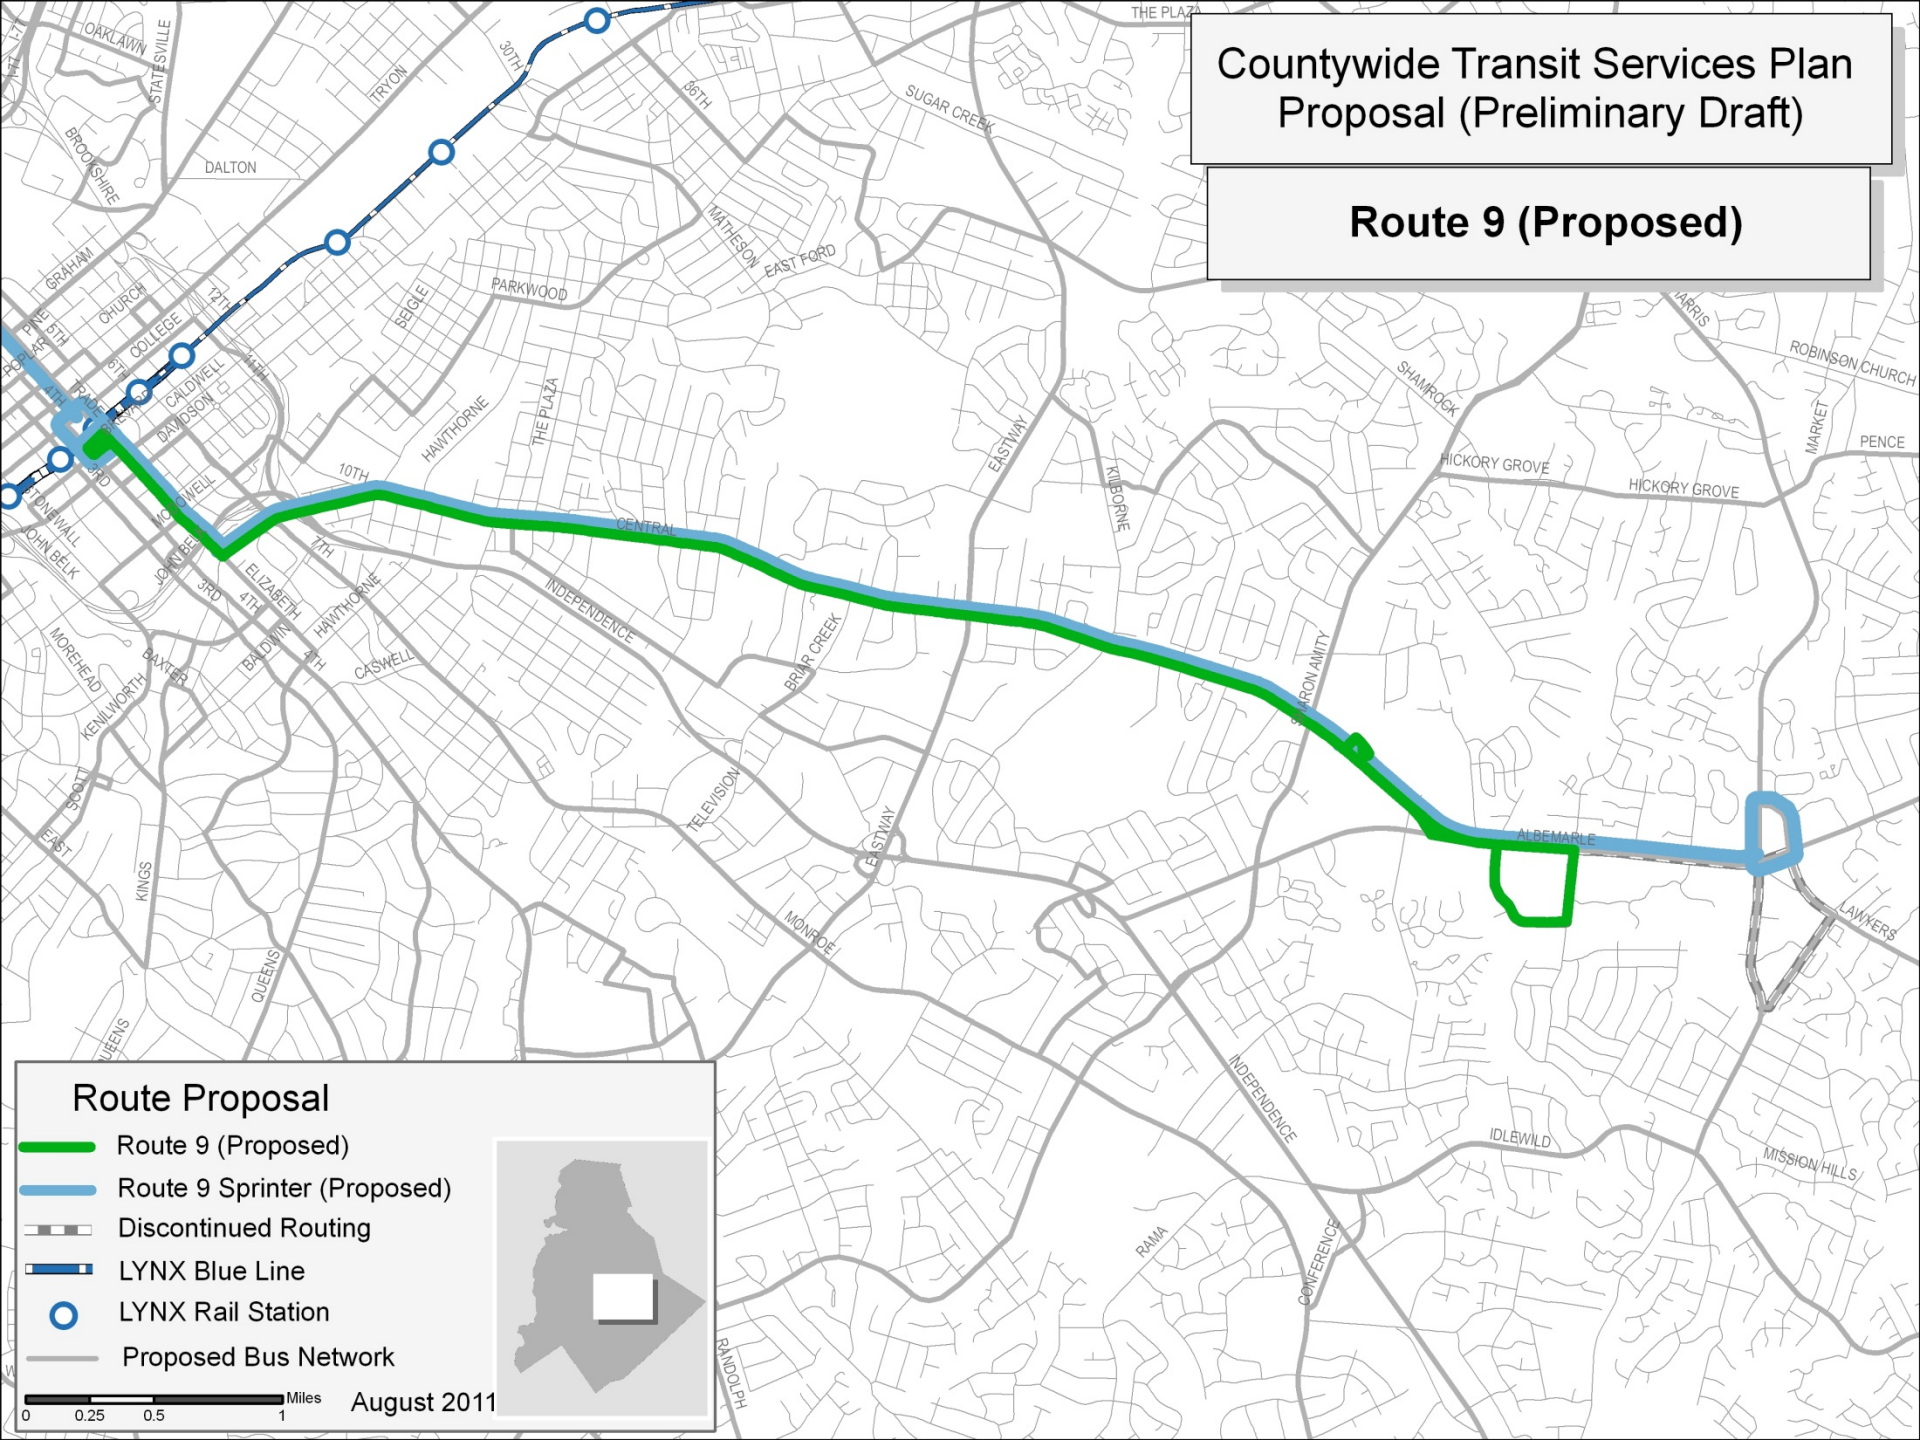 Countywide Transit Services Plan
Proposal (Preliminary Draft)
Route 9 (Proposed)
THE PLAZA
I-77
I-77
OAKLAWN
STATESVILLE
TRYON
30TH
36TH
SUGAR CREEK
BROOKSHIRE
DALTON
MATHESON
EAST FORD
PARKWOOD
SEIGLE
GRAHAM
CHURCH
12TH
PINE
5TH
POPLAR
COLLEGE
6TH
11TH
CALDWELL
4TH
TRADE
BREVARD
DAVIDSON
HARRIS
ROBINSON CHURCH
SHAMROCK
MARKET
PENCE
HICKORY GROVE
HICKORY GROVE
HAWTHORNE
THE PLAZA
EASTWAY
KILBORNE
10TH
3RD
STONEWALL
JOHN BELK
MCDOWELL
JOHN BELK
7TH
CENTRAL
3RD
4TH
ELIZABETH
HAWTHORNE
INDEPENDENCE
BALDWIN
4TH
CASWELL
MOREHEAD
BAXTER
KENILWORTH
BRIAR CREEK
SHARON AMITY
SCOTT
EAST
KINGS
TELEVISION
EASTWAY
ALBEMARLE
LAWYERS
MONROE
QUEENS
QUEENS
INDEPENDENCE
IDLEWILD
MISSION HILLS
RAMA
CONFERENCE
RANDOLPH
Route Proposal
Route 9 (Proposed)
Route 9 Sprinter (Proposed)
Discontinued Routing
LYNX Blue Line
LYNX Rail Station
Proposed Bus Network
Miles
0 0.25 0.5 1
August 2011